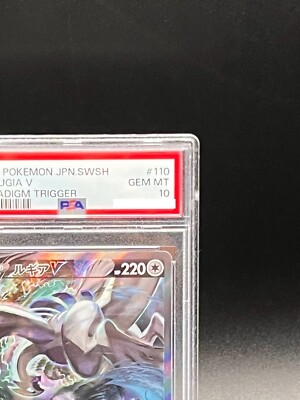 POKEMON JPN.SWSH #110
UGIA V GEM MT
ADIGM TRIGGER 10
PSA
ルギアV 220